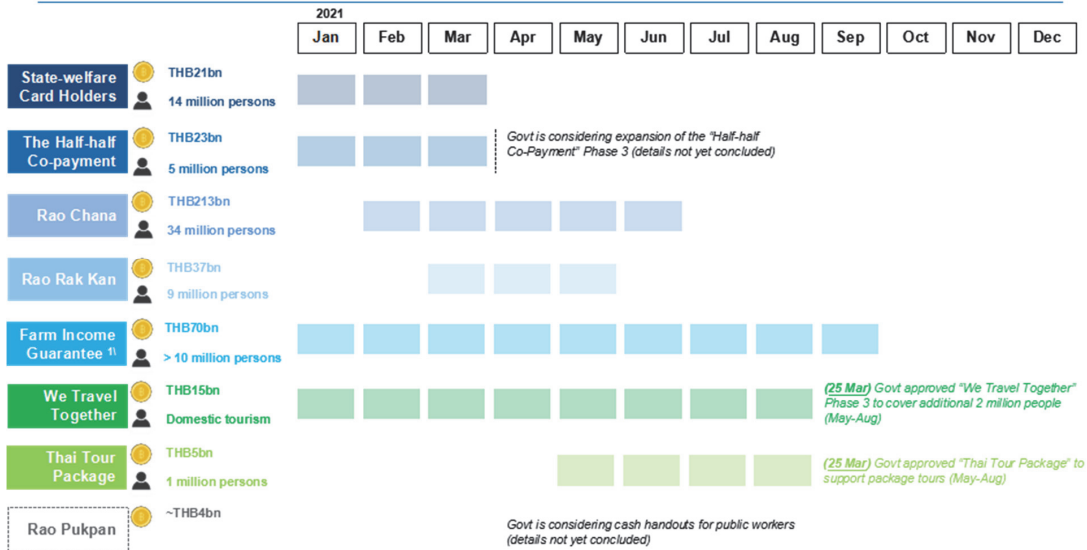 2021
Jan Feb Mar Apr May Jun Jul Aug Sep Oct Nov Dec
State-welfare
Card Holders
THB21bn
14 million persons
The Half-half
Co-payment
THB23bn
5 million persons
Govt is considering expansion of the "Half-half
Co-Payment" Phase 3 (details not yet concluded)
Rao Chana
THB213bn
34 million persons
Rao Rak Kan
THB37bn
9 million persons
Farm Income
Guarantee 1\
THB70bn
> 10 million persons
We Travel
Together
THB15bn
Domestic tourism
(25 Mar) Govt approved "We Travel Together"
Phase 3 to cover additional 2 million people
(May-Aug)
Thai Tour
Package
THB5bn
1 million persons
(25 Mar) Govt approved "Thai Tour Package" to
support package tours (May-Aug)
Rao Pukpan
~THB4bn
Govt is considering cash handouts for public workers
(details not yet concluded)